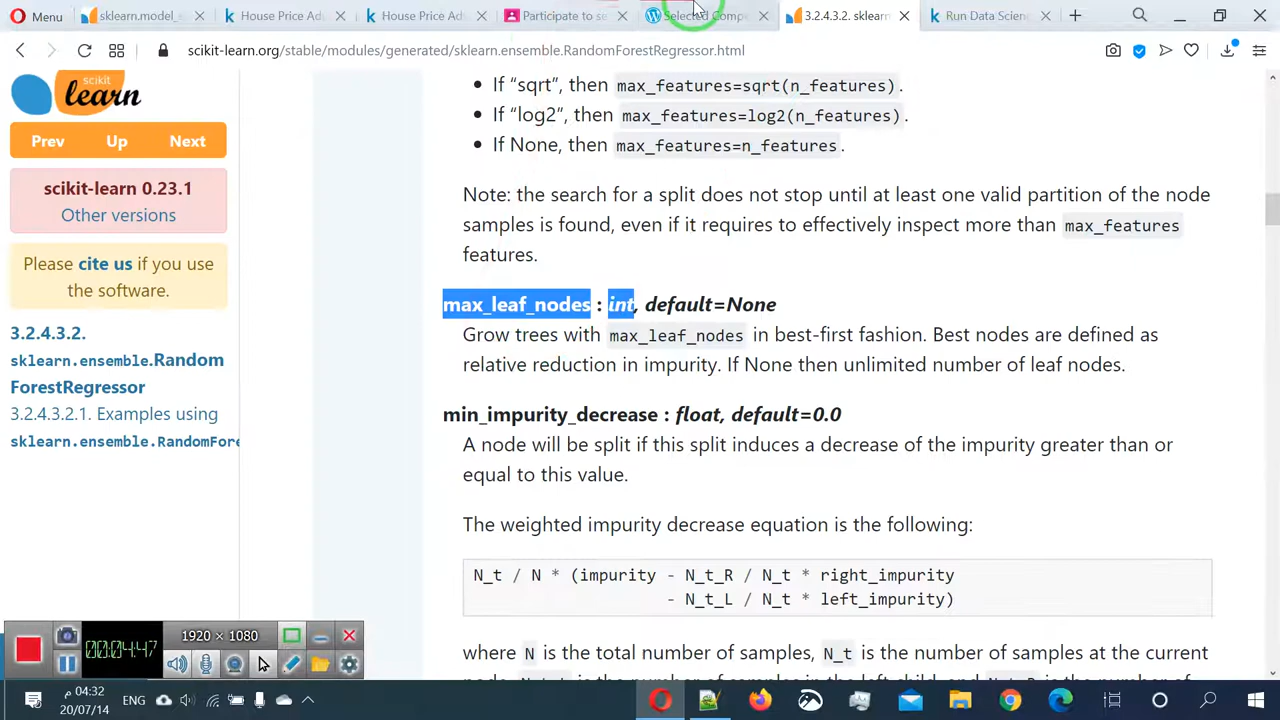 Menu
sklearn.model_s
House Price Adv
House Price Adv
Participate to se
Selected Compe
3.2.4.3.2. sklearn
Run Data Scien
scikit-learn.org/stable/modules/generated/sklearn.ensemble.RandomForestRegressor.html
scikit
learn
Prev Up Next
scikit-learn 0.23.1
Other versions
Please cite us if you use
the software.
3.2.4.3.2.
sklearn.ensemble.Random
ForestRegressor
3.2.4.3.2.1. Examples using
sklearn.ensemble.RandomFore
If “sqrt”, then max_features=sqrt(n_features).
If “log2”, then max_features=log2(n_features).
If None, then max_features=n_features.
Note: the search for a split does not stop until at least one valid partition of the node
samples is found, even if it requires to effectively inspect more than max_features
features.
max_leaf_nodes : int, default=None
Grow trees with max_leaf_nodes in best-first fashion. Best nodes are defined as
relative reduction in impurity. If None then unlimited number of leaf nodes.
min_impurity_decrease : float, default=0.0
A node will be split if this split induces a decrease of the impurity greater than or
equal to this value.
The weighted impurity decrease equation is the following:
N_t / N * (impurity - N_t_R / N_t * right_impurity
- N_t_L / N_t * left_impurity)
where N is the total number of samples, N_t is the number of samples at the current
00:04:47
1920 × 1080
ENG
04:32 م
20/07/14